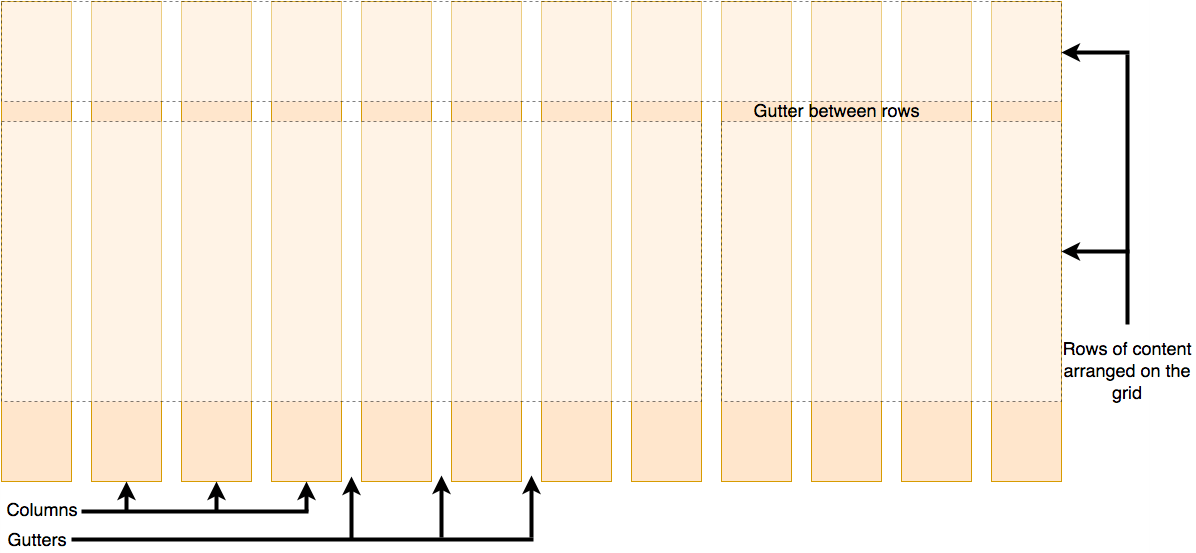 Gutter between rows
Rows of content
arranged on the
grid
Columns
Gutters